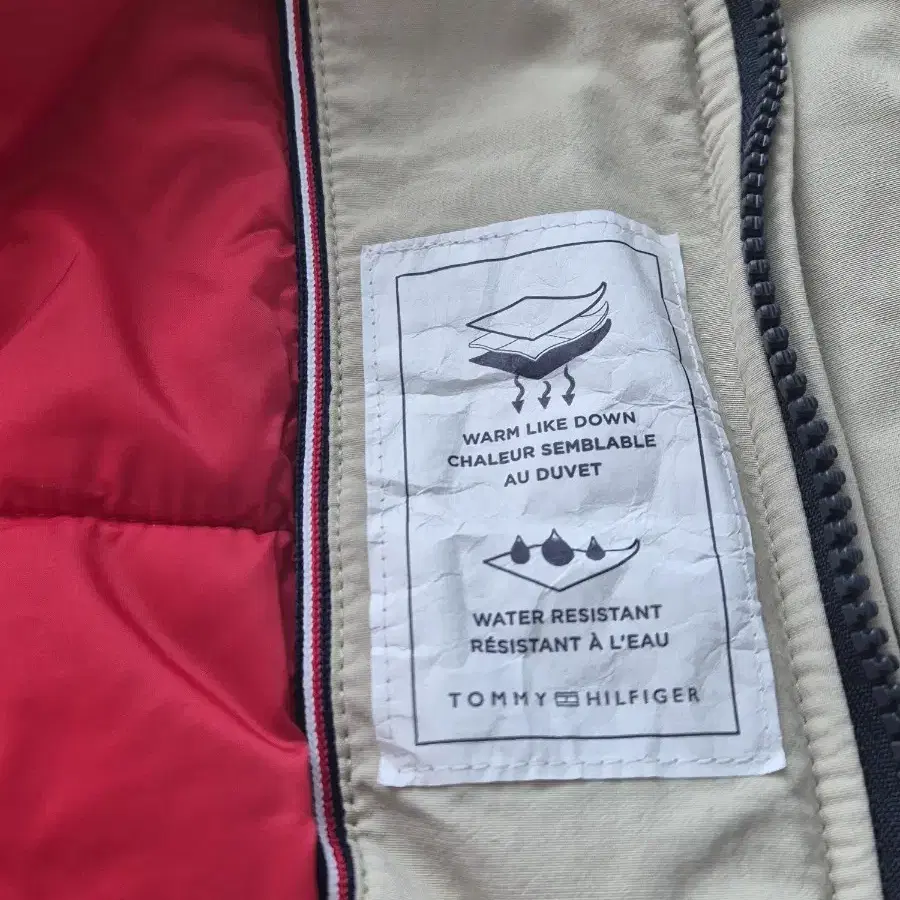 WARM LIKE DOWN
CHALEUR SEMBLABLE
AU DUVET
WATER RESISTANT
RÉSISTANT À L'EAU
TOMMY HILFIGER